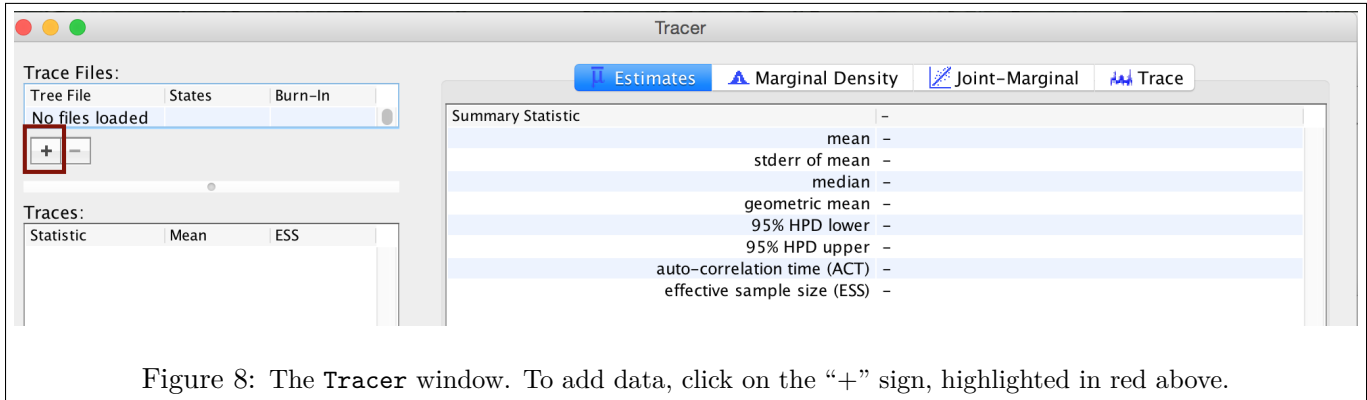 Tracer
Trace Files:
Tree File States Burn-In
No files loaded
+ -
Traces:
Statistic Mean ESS
Estimates Marginal Density Joint-Marginal Trace
Summary Statistic -
mean -
stderr of mean -
median -
geometric mean -
95% HPD lower -
95% HPD upper -
auto-correlation time (ACT) -
effective sample size (ESS) -
Figure 8: The Tracer window. To add data, click on the “+” sign, highlighted in red above.